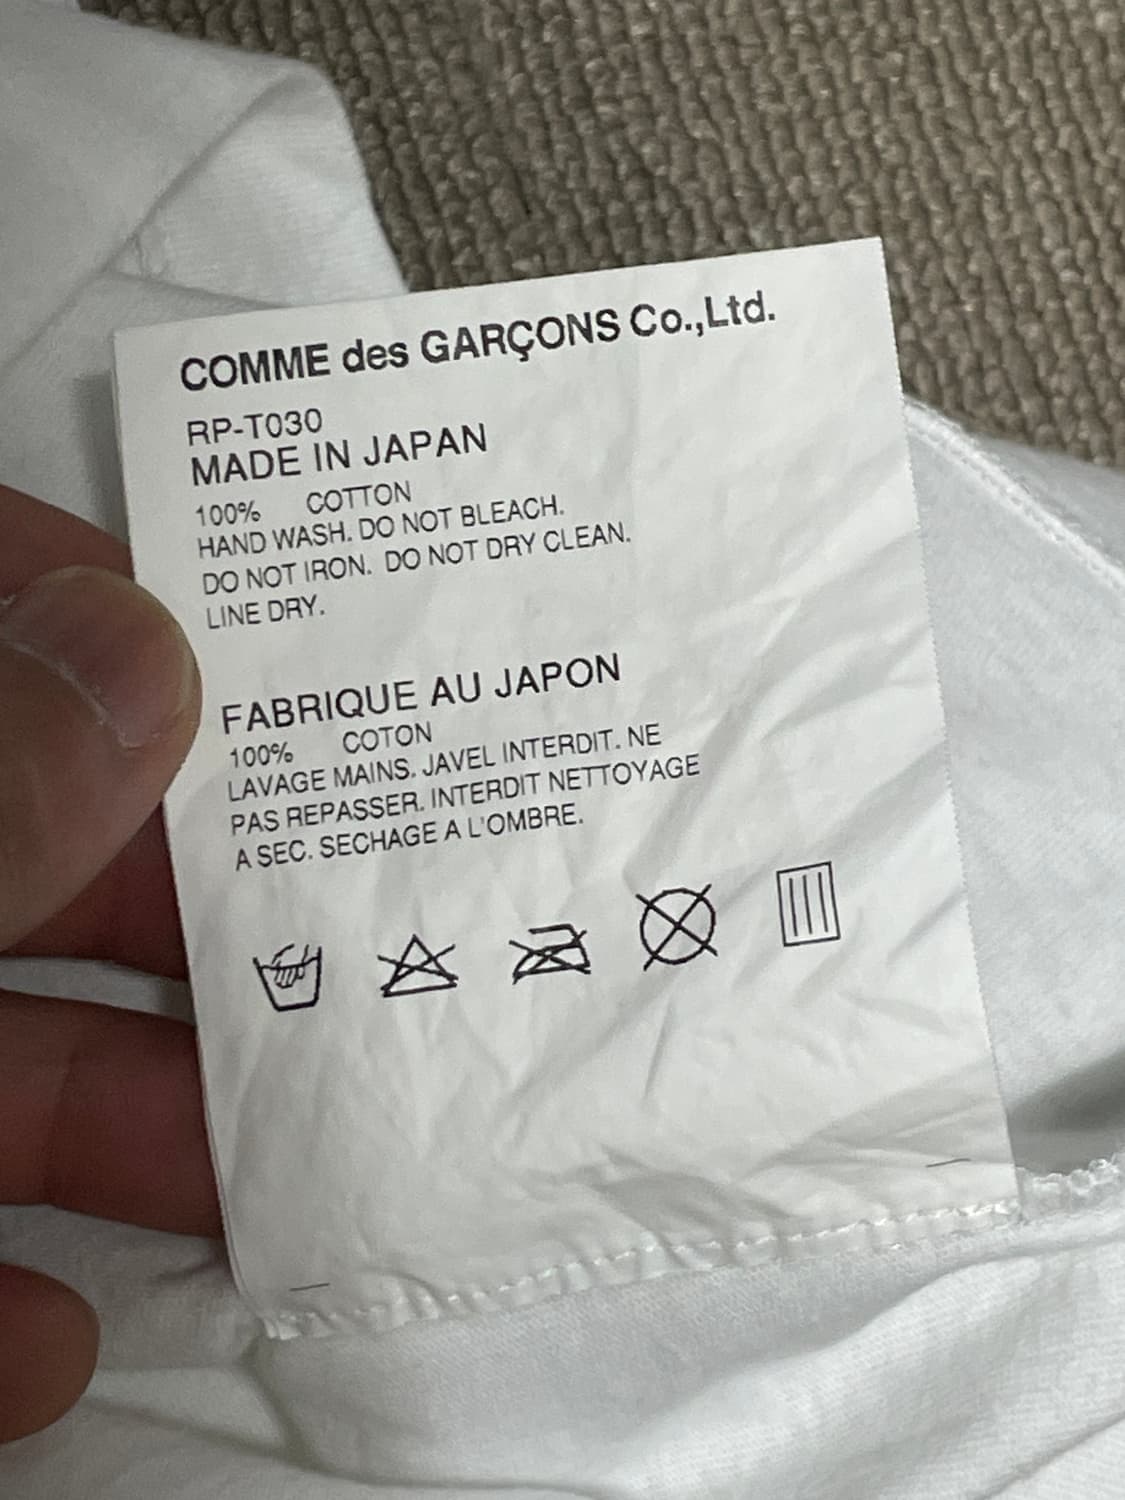 COMME des GARÇONS Co.,Ltd.
RP-T030
MADE IN JAPAN
100% COTTON
HAND WASH. DO NOT BLEACH.
DO NOT IRON. DO NOT DRY CLEAN.
LINE DRY.
FABRIQUE AU JAPON
100% COTON
LAVAGE MAINS. JAVEL INTERDIT. NE
PAS REPASSER. INTERDIT NETTOYAGE
A SEC. SECHAGE A L'OMBRE.